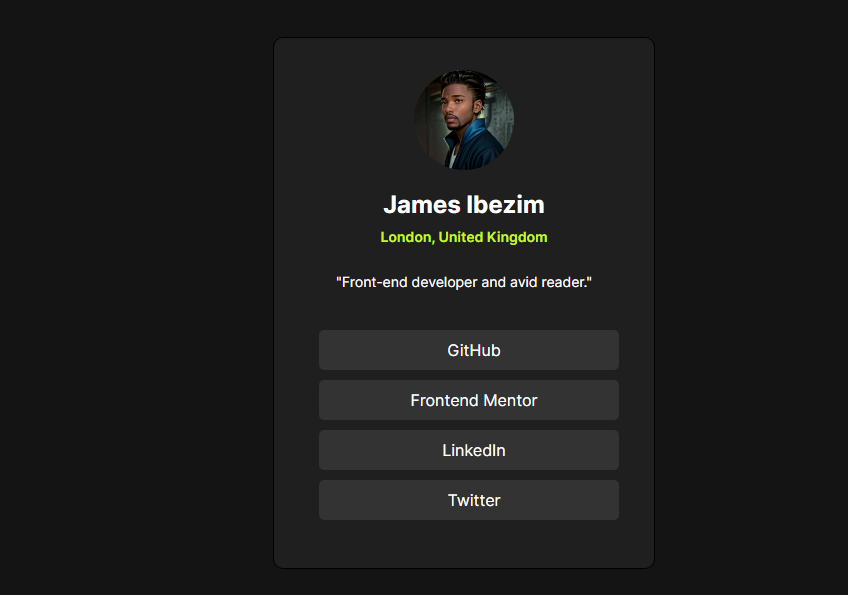 James Ibezim
London, United Kingdom
"Front-end developer and avid reader."
GitHub
Frontend Mentor
LinkedIn
Twitter